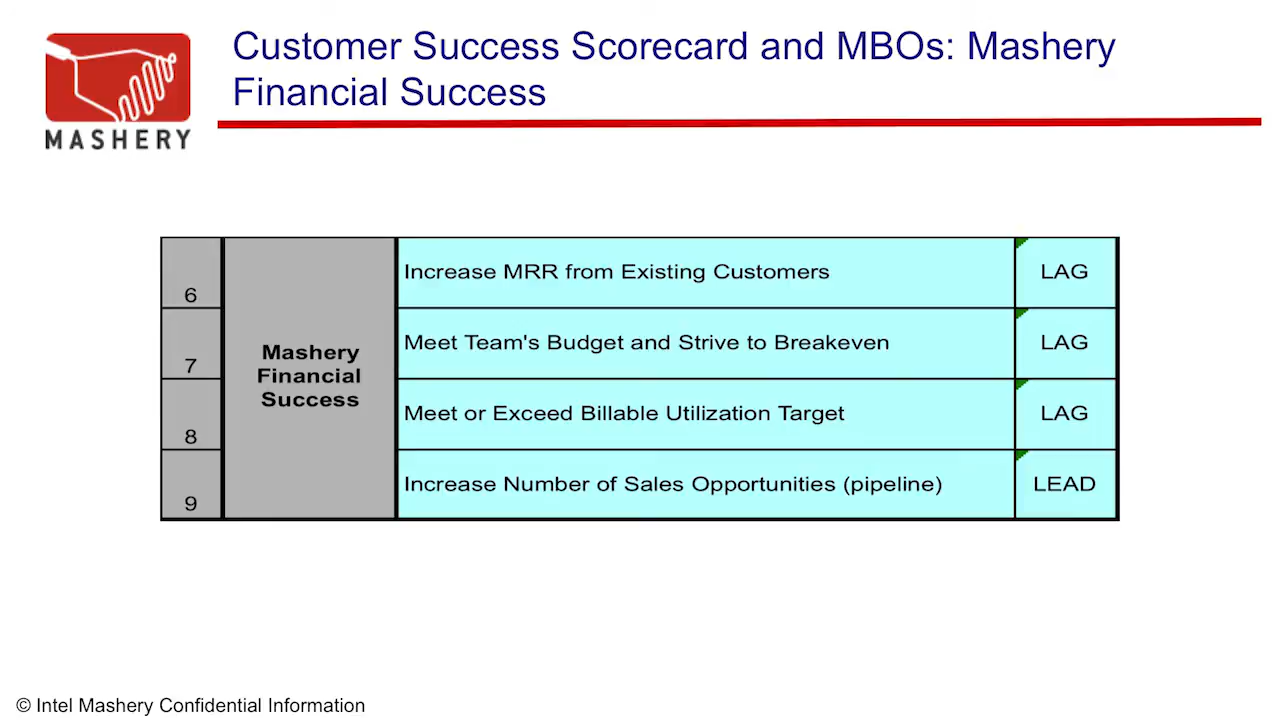 MASHERY
Customer Success Scorecard and MBOs: Mashery
Financial Success
6
Mashery
Financial
Success
Increase MRR from Existing Customers
LAG
7
Meet Team's Budget and Strive to Breakeven
LAG
8
Meet or Exceed Billable Utilization Target
LAG
9
Increase Number of Sales Opportunities (pipeline)
LEAD
© Intel Mashery Confidential Information